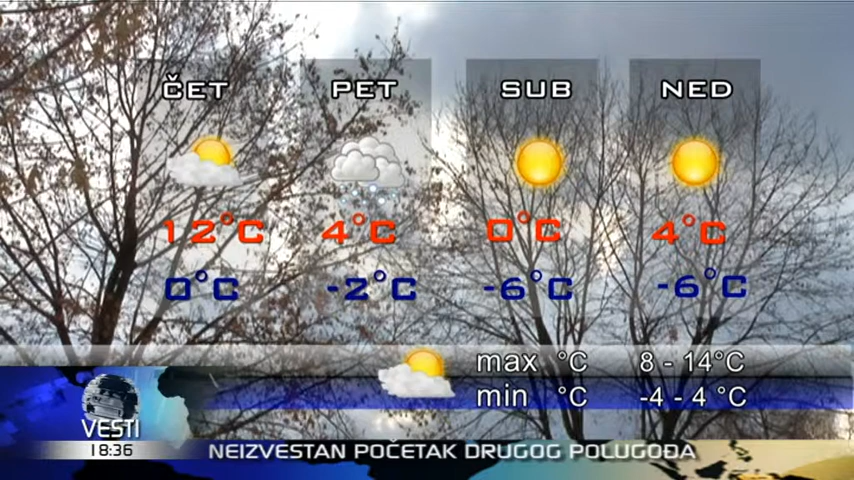 ČET PET SUB NED
12°C 4°C 0°C 4°C
0°C -2°C -6°C -6°C
max °C 8 - 14°C
min °C -4 - 4 °C
VESTI
18:36
NEIZVESTAN POČETAK DRUGOG POLUGOĐA